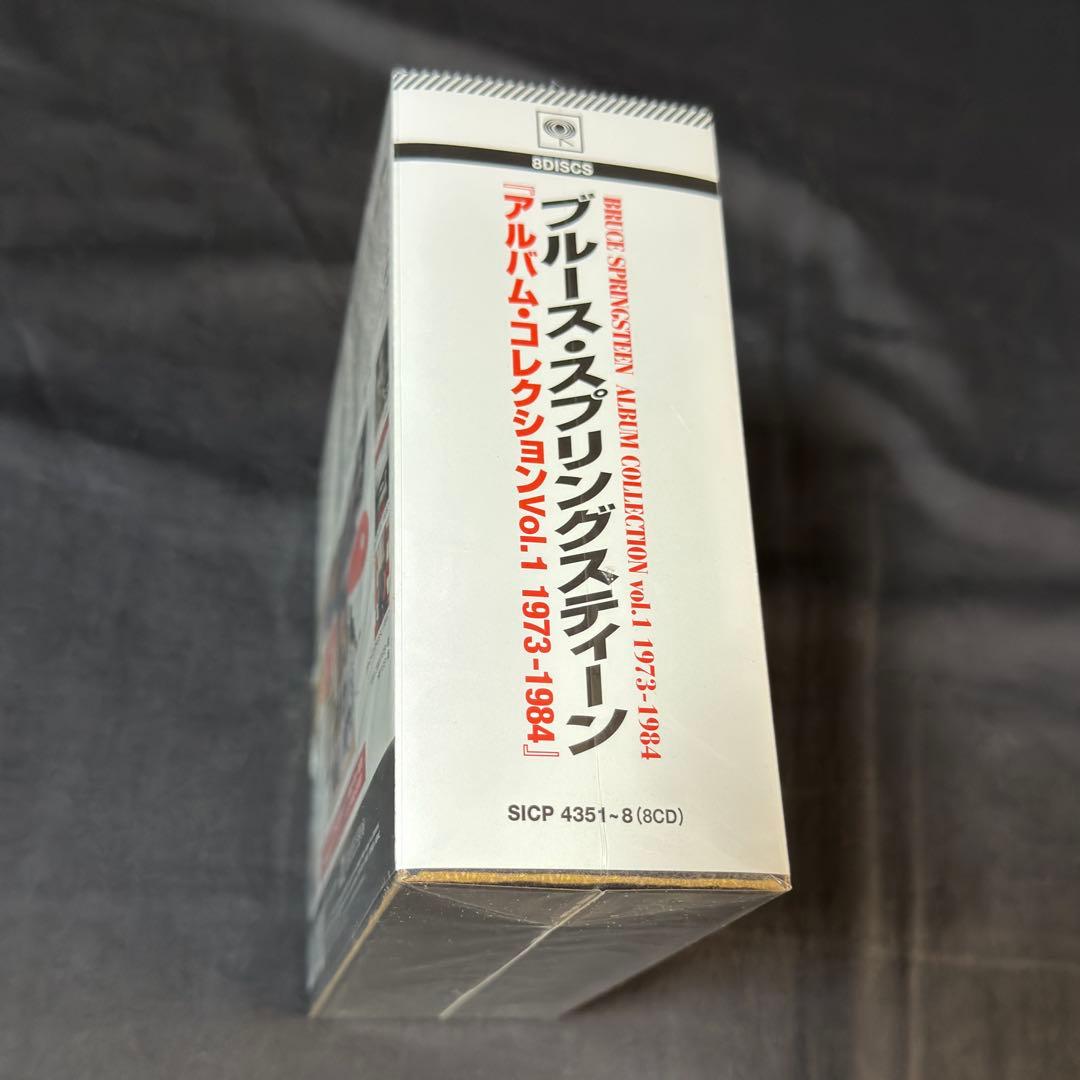 8DISCS
BRUCE SPRINGSTEEN ALBUM COLLECTION vol.1 1973-1984
ブルース・スプリングスティーン
『アルバム・コレクションVol.1 1973-1984』
SICP 4351~8(8CD)